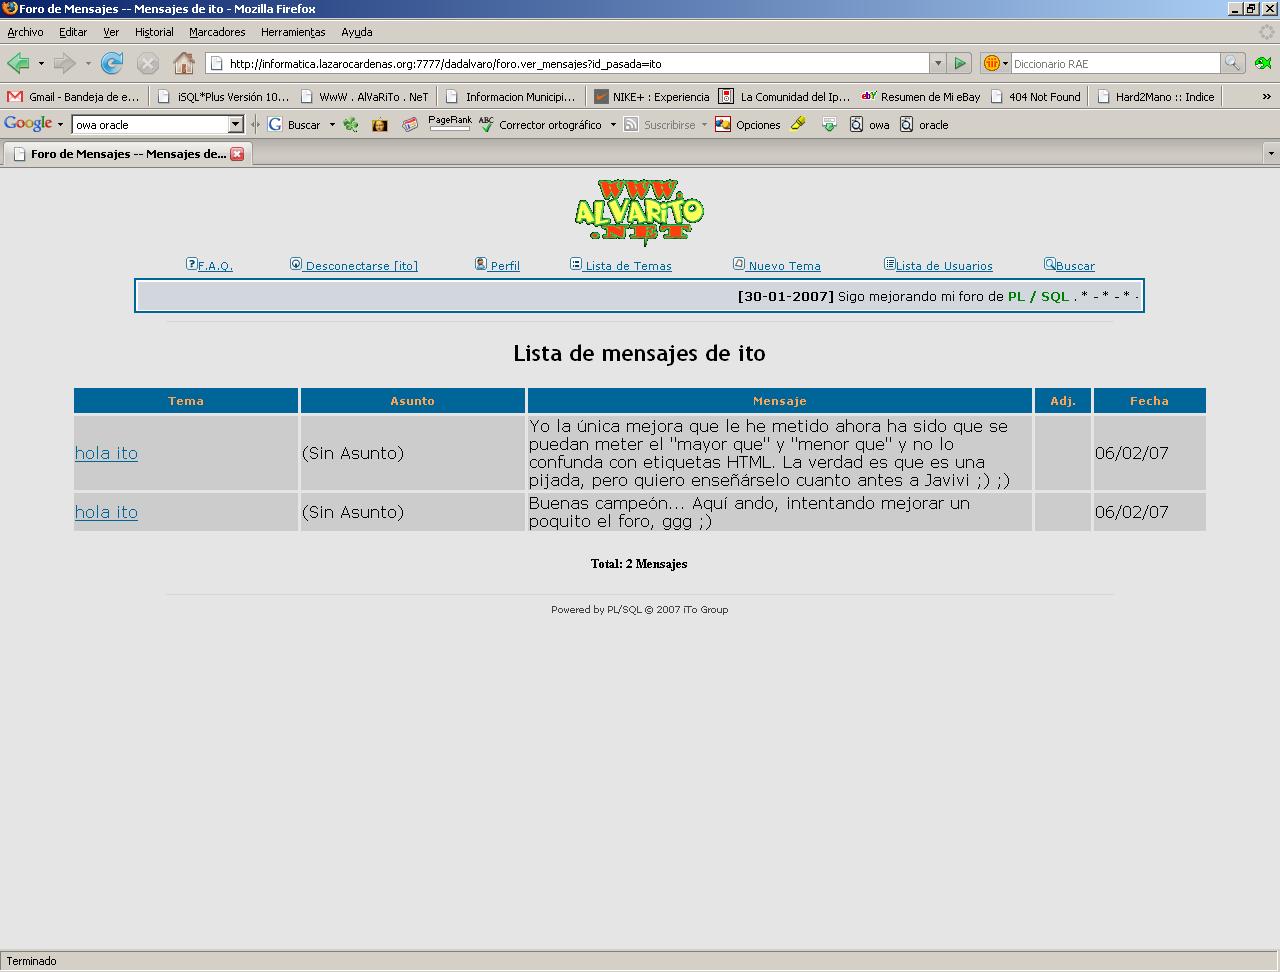 Foro de Mensajes -- Mensajes de ito - Mozilla Firefox
Archivo Editar Ver Historial Marcadores Herramientas Ayuda
http://informatica.lazarocardenas.org:7777/dadalvaro/foro.ver_mensajes?id_pasada=ito
Diccionario RAE
Gmail - Bandeja de e... iSQL*Plus Versión 10... WwW . AlVaRiTo . NeT Informacion Municipi... NIKE+ : Experiencia La Comunidad del Ip... Resumen de Mi eBay 404 Not Found Hard2Mano :: Indice »
Google owa oracle Buscar PageRank Corrector ortográfico Suscribirse Opciones owa oracle
Foro de Mensajes -- Mensajes de...
WWW.
ALVARITO
.NET
F.A.Q. Desconectarse [ito] Perfil Lista de Temas Nuevo Tema Lista de Usuarios Buscar
[30-01-2007] Sigo mejorando mi foro de PL / SQL . * - * - * -
Lista de mensajes de ito
Tema Asunto Mensaje Adj. Fecha
hola ito (Sin Asunto) Yo la única mejora que le he metido ahora ha sido que se
puedan meter el "mayor que" y "menor que" y no lo
confunda con etiquetas HTML. La verdad es que es una
pijada, pero quiero enseñárselo cuanto antes a Javivi ;) ;)
06/02/07
hola ito (Sin Asunto) Buenas campeón... Aquí ando, intentando mejorar un
poquito el foro, ggg ;)
06/02/07
Total: 2 Mensajes
Powered by PL/SQL © 2007 iTo Group
Terminado